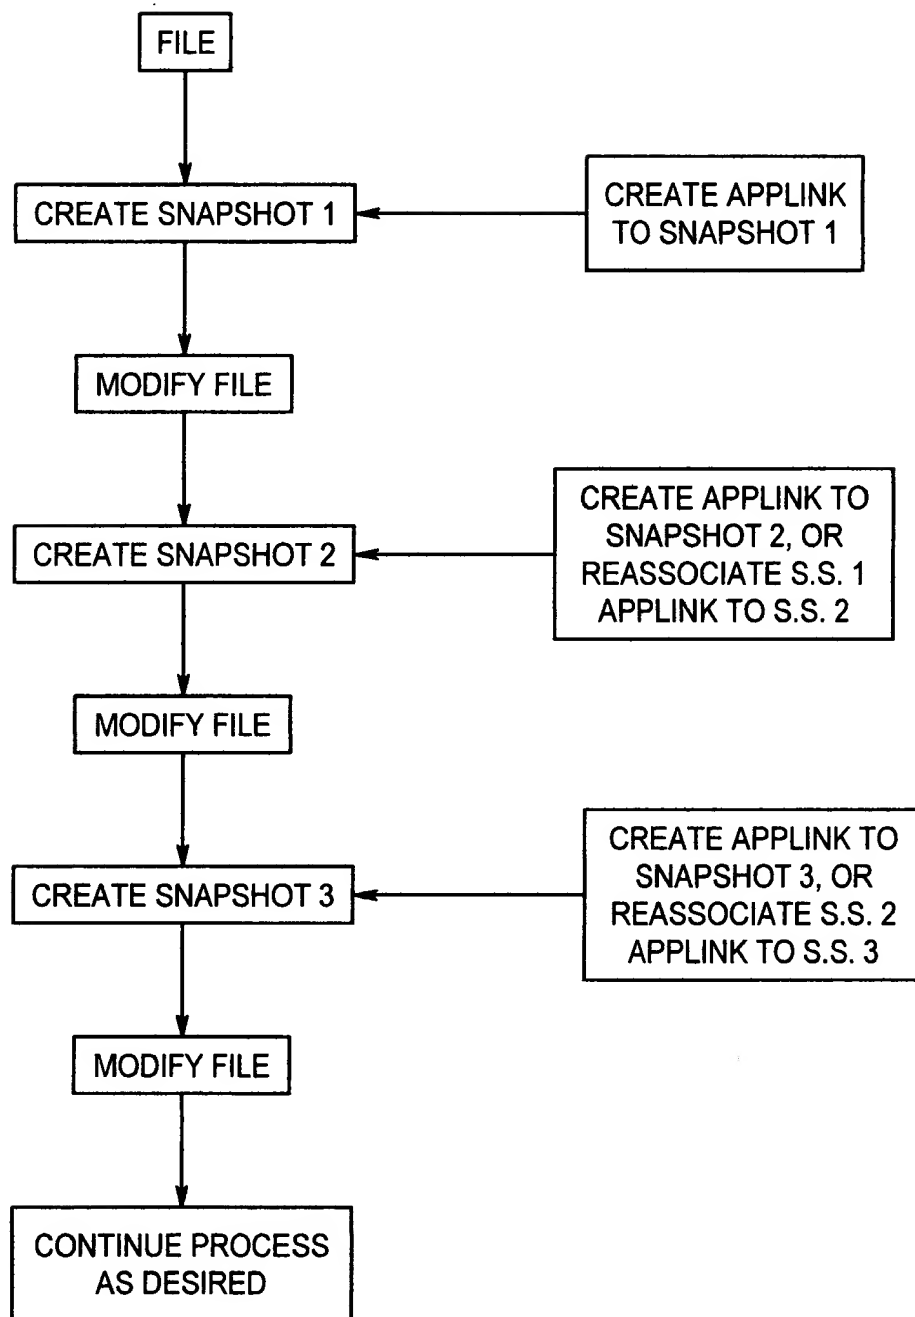 FILE
CREATE SNAPSHOT 1
CREATE APPLINK
TO SNAPSHOT 1
MODIFY FILE
CREATE SNAPSHOT 2
CREATE APPLINK TO
SNAPSHOT 2, OR
REASSOCIATE S.S. 1
APPLINK TO S.S. 2
MODIFY FILE
CREATE SNAPSHOT 3
CREATE APPLINK TO
SNAPSHOT 3, OR
REASSOCIATE S.S. 2
APPLINK TO S.S. 3
MODIFY FILE
CONTINUE PROCESS
AS DESIRED